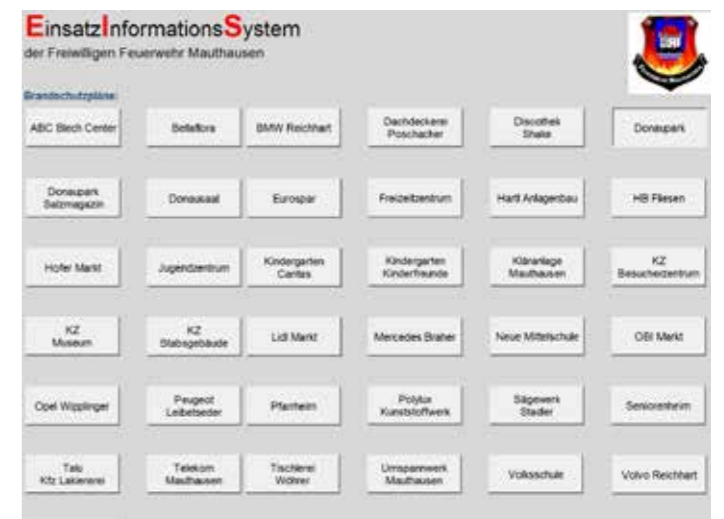 EinsatzInformationsSystem
der Freiwilligen Feuerwehr Mauthausen
Brandschutzpläne:
ABC Blech Center
Bellaflora
BMW Reichhart
Dachdeckerei
Poschacher
Discothek
Shake
Donaupark
Donaupark
Salzmagazin
Donausaal
Eurospar
Freizeitzentrum
Hartl Anlagenbau
HB Fliesen
Hofer Markt
Jugendzentrum
Kindergarten
Caritas
Kindergarten
Kinderfreunde
Kläranlage
Mauthausen
KZ
Besucherzentrum
KZ
Museum
KZ
Stabsgebäude
Lidl Markt
Mercedes Braher
Neue Mittelschule
OBI Markt
Opel Wipplinger
Peugeot
Leibetseder
Pfarrheim
Polylux
Kunststoffwerk
Sägewerk
Stadler
Seniorenheim
Talu
Kfz Lakiererei
Telekom
Mauthausen
Tischlerei
Wöhrer
Umspannwerk
Mauthausen
Volksschule
Volvo Reichhart